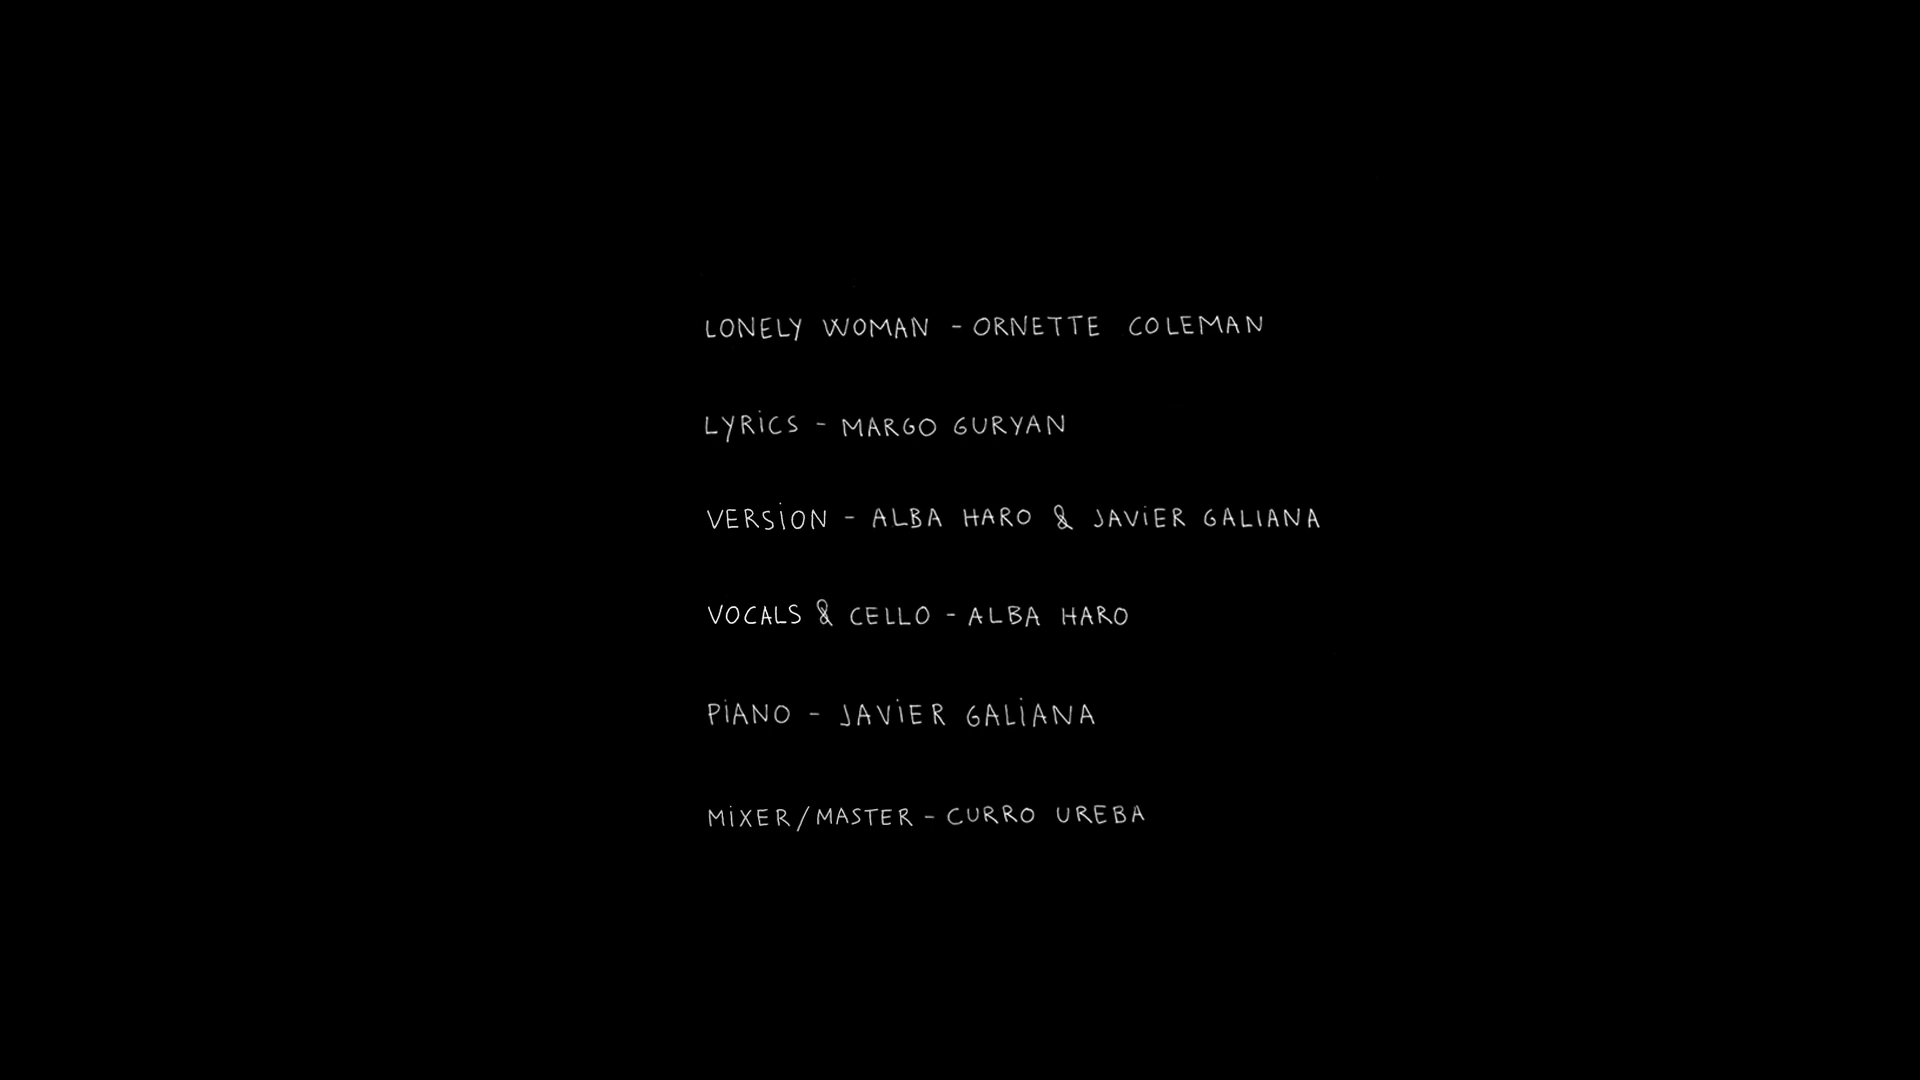 LONELY WOMAN - ORNETTE COLEMAN
LYRiCS - MARGO GURYAN
VERSiON - ALBA HARO & JAViER GALIANA
VOCALS & CELLO - ALBA HARO
PiANO - JAViER GALiANA
MiXER/MASTER - CURRO UREBA